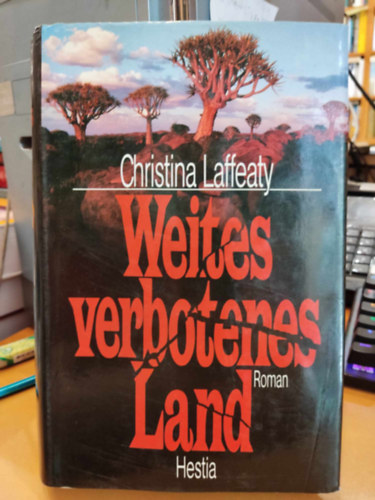 Christina Laffeaty
Weites
verbotenes
Land
Roman
Hestia